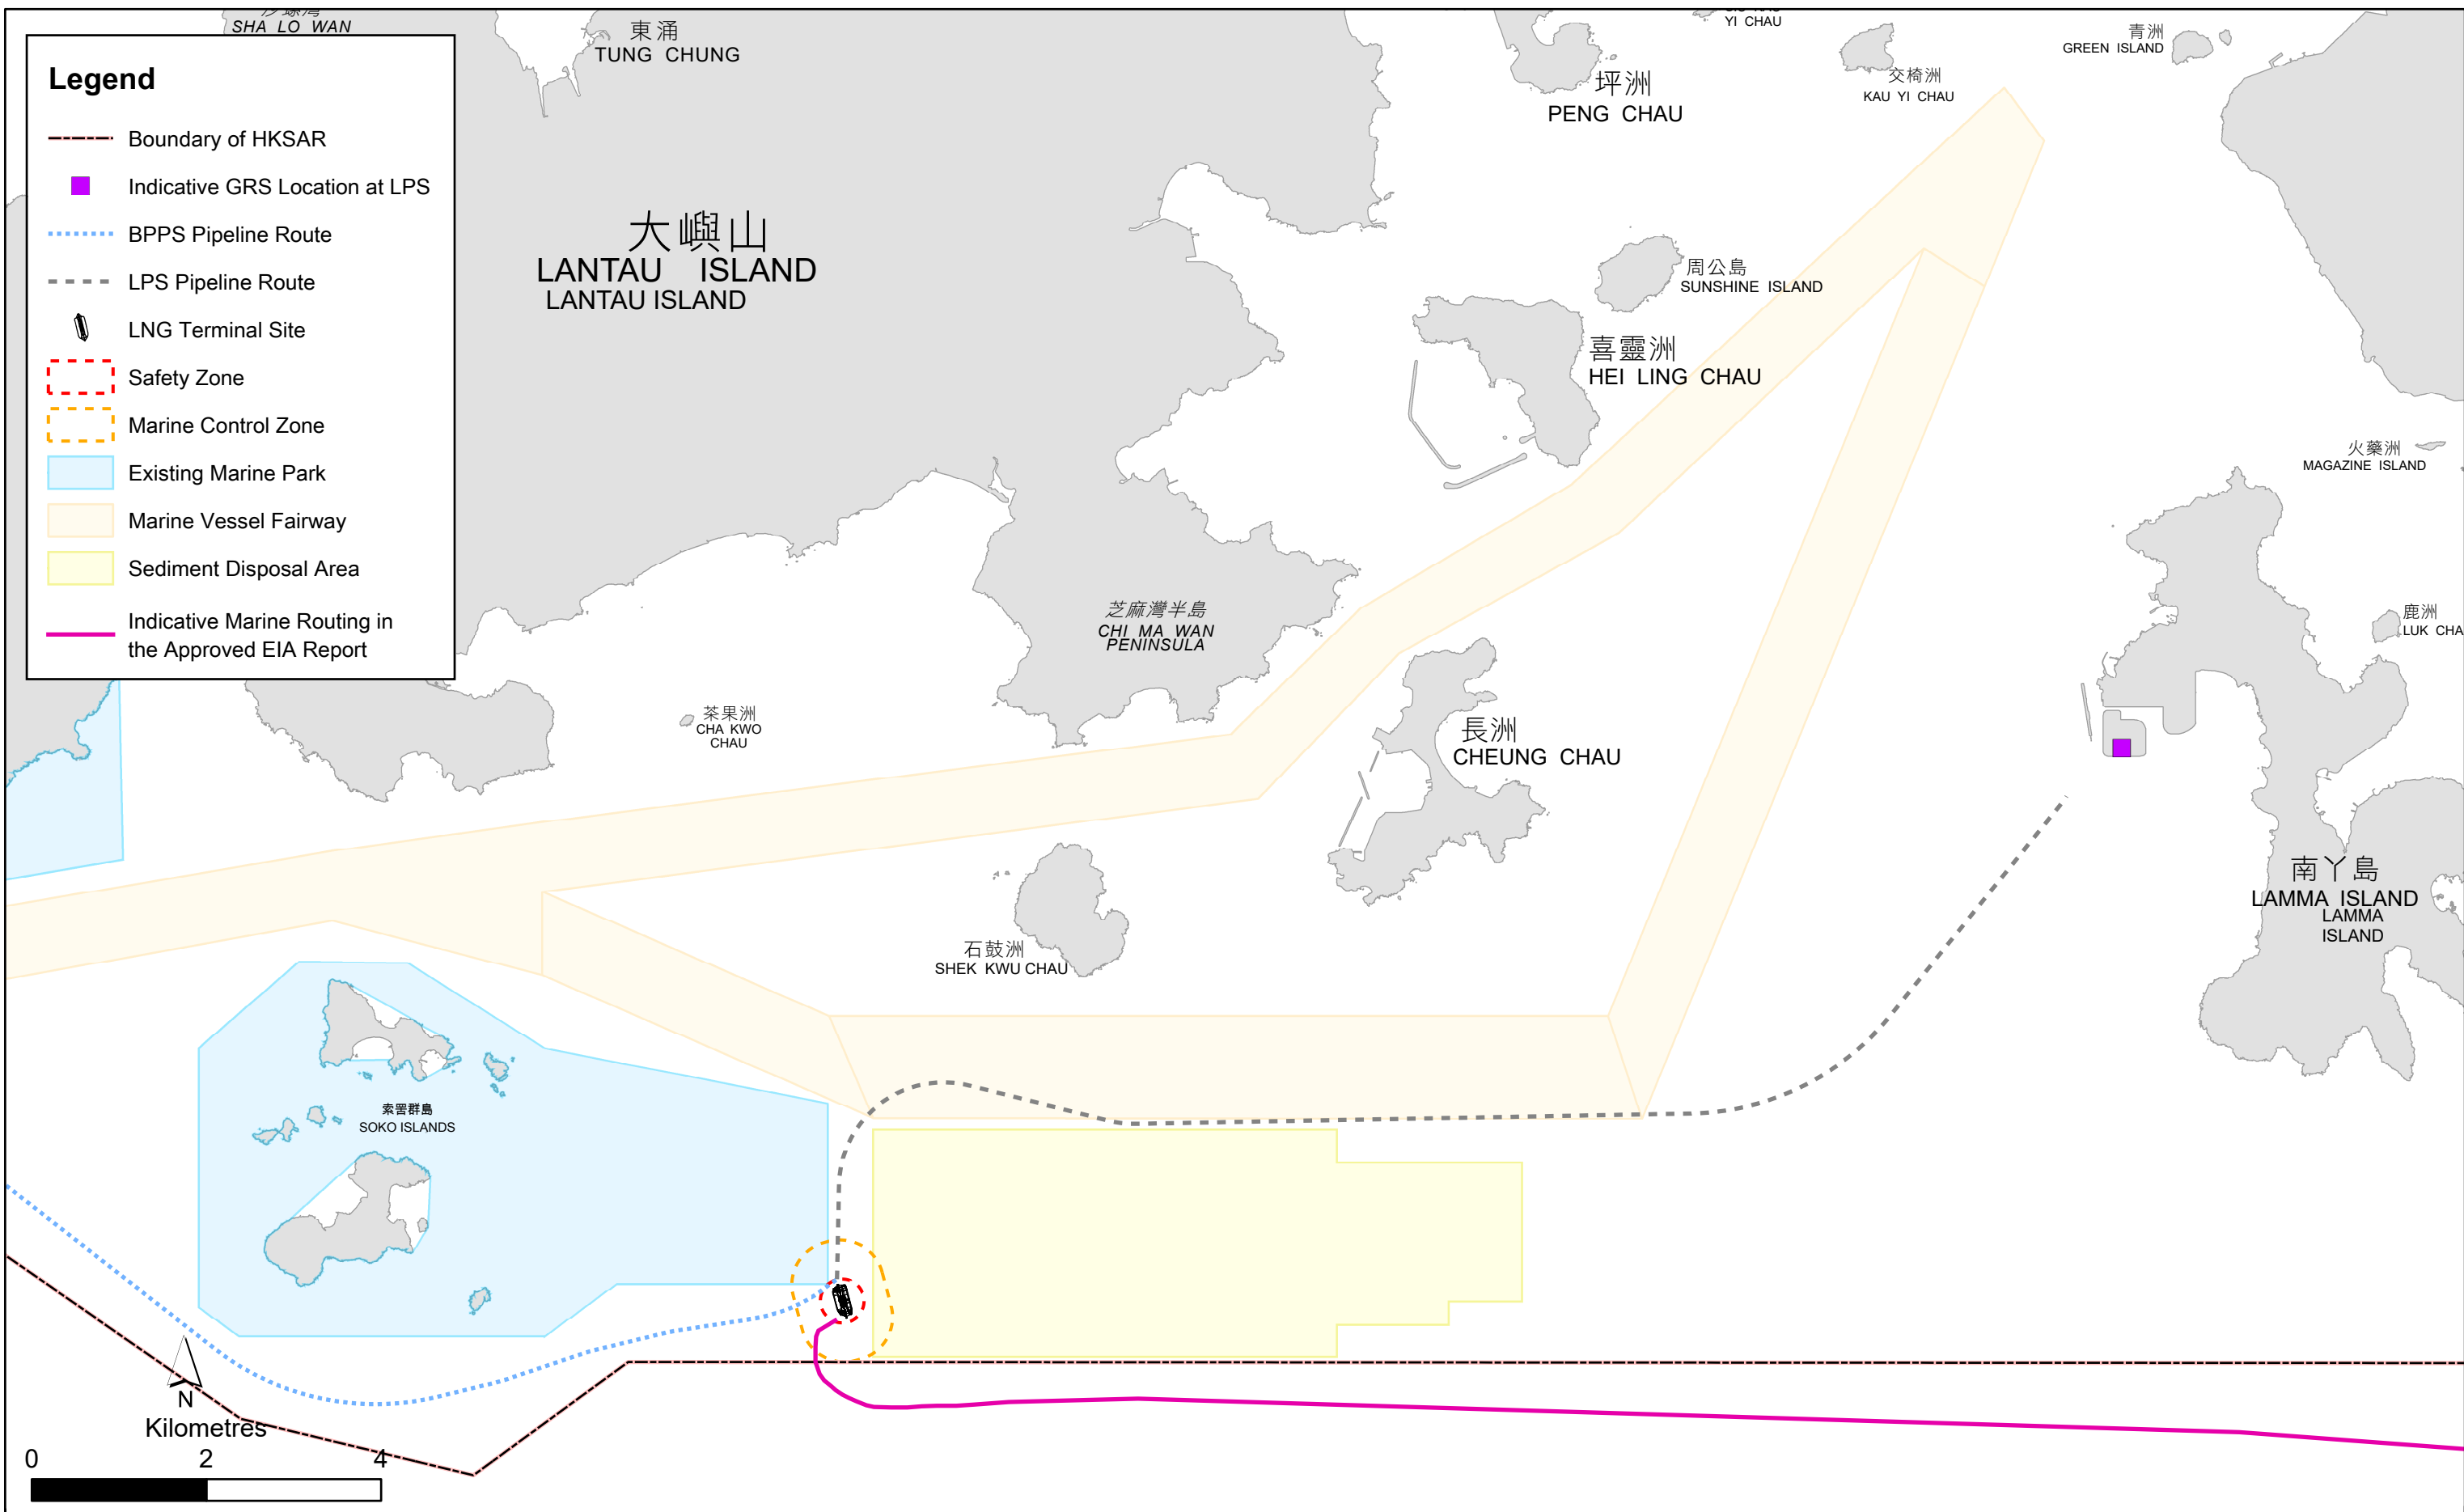 SHA LO WAN
東涌
TUNG CHUNG
YI CHAU
青洲
GREEN ISLAND
坪洲
PENG CHAU
交椅洲
KAU YI CHAU
Legend
Boundary of HKSAR
Indicative GRS Location at LPS
BPPS Pipeline Route
LPS Pipeline Route
LNG Terminal Site
Safety Zone
Marine Control Zone
Existing Marine Park
Marine Vessel Fairway
Sediment Disposal Area
Indicative Marine Routing in
the Approved EIA Report
大嶼山
LANTAU ISLAND
LANTAU ISLAND
周公島
SUNSHINE ISLAND
喜靈洲
HEI LING CHAU
火藥洲
MAGAZINE ISLAND
芝麻灣半島
CHI MA WAN
PENINSULA
鹿洲
LUK CHA
茶果洲
CHA KWO
CHAU
長洲
CHEUNG CHAU
南丫島
LAMMA ISLAND
LAMMA
ISLAND
石鼓洲
SHEK KWU CHAU
索罟群島
SOKO ISLANDS
N
Kilometres
0 2 4